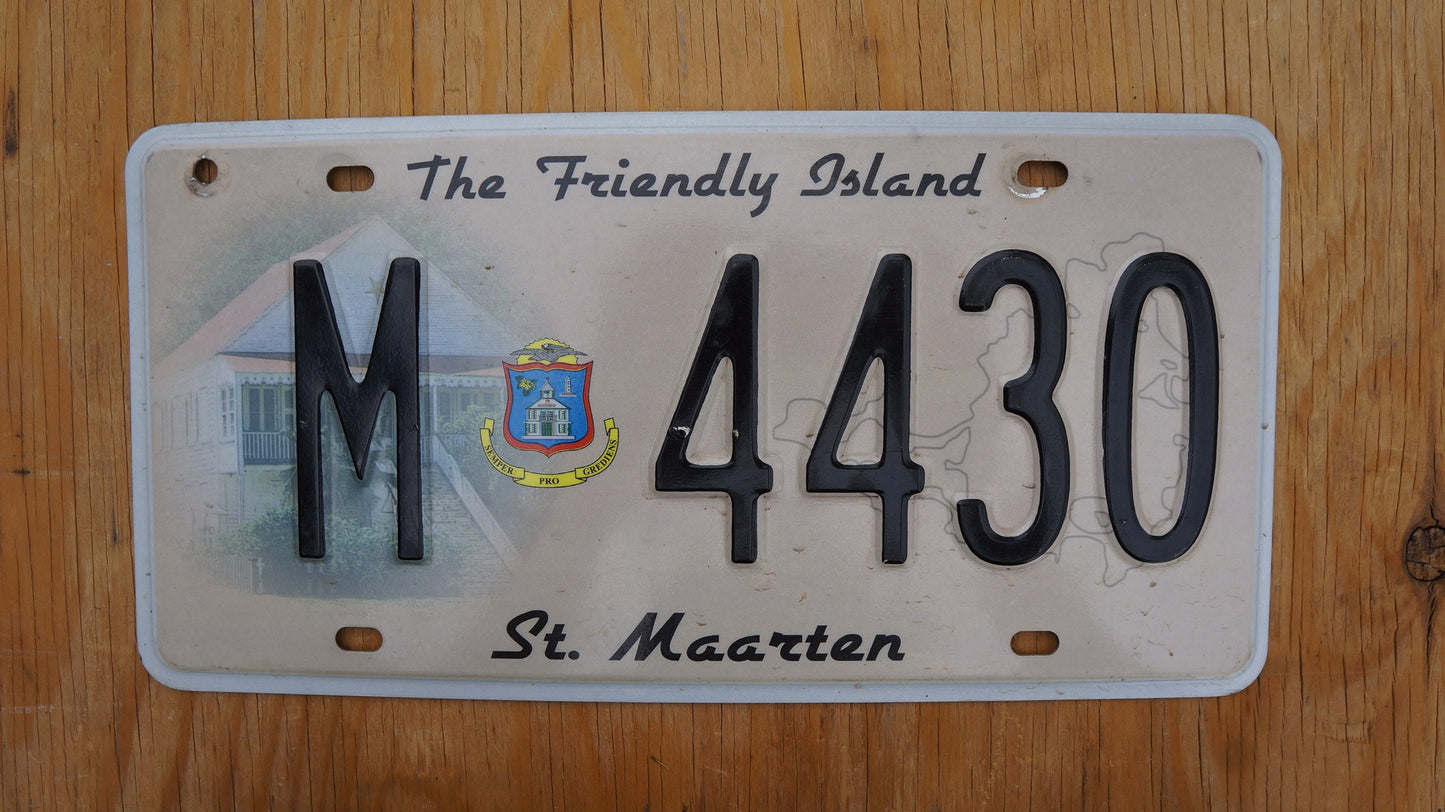 The Friendly Island
M 4430
SEMPER PRO GREDIENS
St. Maarten